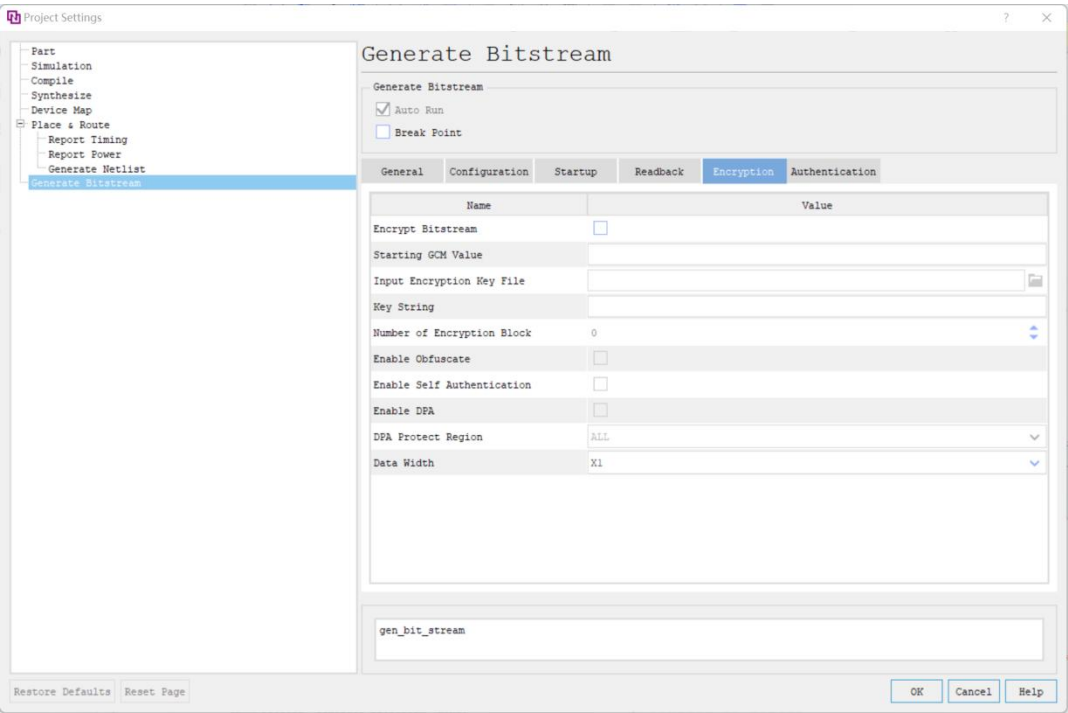 Project Settings
Part
Simulation
Compile
Synthesize
Device Map
Place & Route
Report Timing
Report Power
Generate Netlist
Generate Bitstream
Generate Bitstream
Generate Bitstream
Auto Run
Break Point
General Configuration Startup Readback Encryption Authentication
Name Value
Encrypt Bitstream
Starting GCM Value
Input Encryption Key File
Key String
Number of Encryption Block 0
Enable Obfuscate
Enable Self Authentication
Enable DPA
DPA Protect Region ALL
Data Width X1
gen_bit_stream
Restore Defaults Reset Page OK Cancel Help